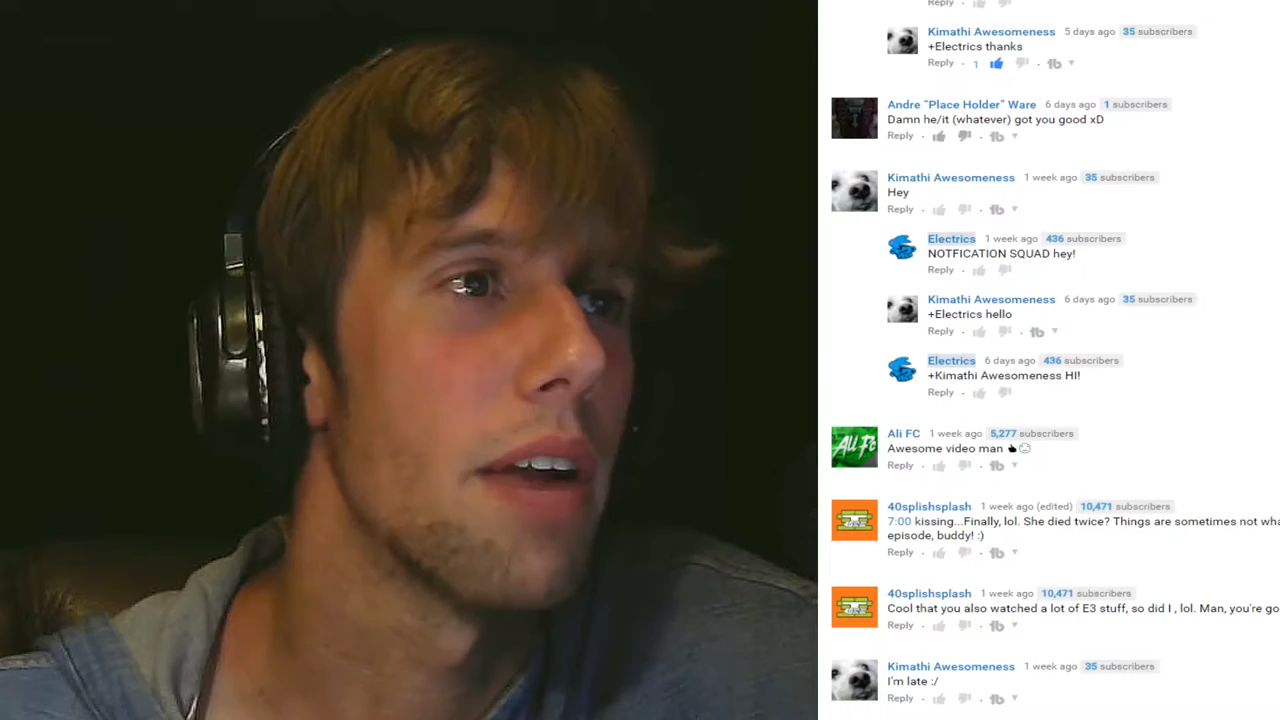 Reply
Kimathi Awesomeness 5 days ago 35 subscribers
+Electrics thanks
Reply · 1 ·
Andre "Place Holder" Ware 6 days ago 1 subscribers
Damn he/it (whatever) got you good xD
Reply · ·
Kimathi Awesomeness 1 week ago 35 subscribers
Hey
Reply · ·
Electrics 1 week ago 436 subscribers
NOTFICATION SQUAD hey!
Reply ·
Kimathi Awesomeness 6 days ago 35 subscribers
+Electrics hello
Reply · ·
Electrics 6 days ago 436 subscribers
+Kimathi Awesomeness HI!
Reply ·
ALI FC
Ali FC 1 week ago 5,277 subscribers
Awesome video man
Reply · ·
40splishsplash 1 week ago (edited) 10,471 subscribers
7:00 kissing...Finally, lol. She died twice? Things are sometimes not
episode, buddy! :)
Reply · ·
40splishsplash 1 week ago 10,471 subscribers
Cool that you also watched a lot of E3 stuff, so did I , lol. Man, you're
Reply · ·
Kimathi Awesomeness 1 week ago 35 subscribers
I'm late :/
Reply · ·